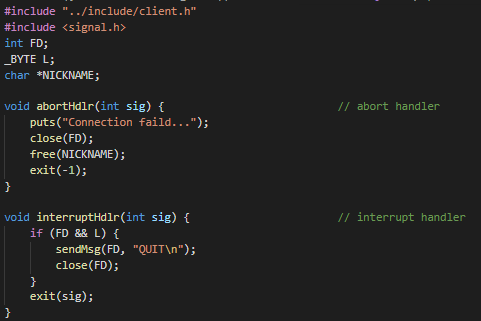 #include "../include/client.h"
#include <signal.h>
int FD;
_BYTE L;
char *NICKNAME;

void abortHdlr(int sig) {                          // abort handler
    puts("Connection faild...");
    close(FD);
    free(NICKNAME);
    exit(-1);
}

void interruptHdlr(int sig) {                      // interrupt handler
    if (FD && L) {
        sendMsg(FD, "QUIT\n");
        close(FD);
    }
    exit(sig);
}